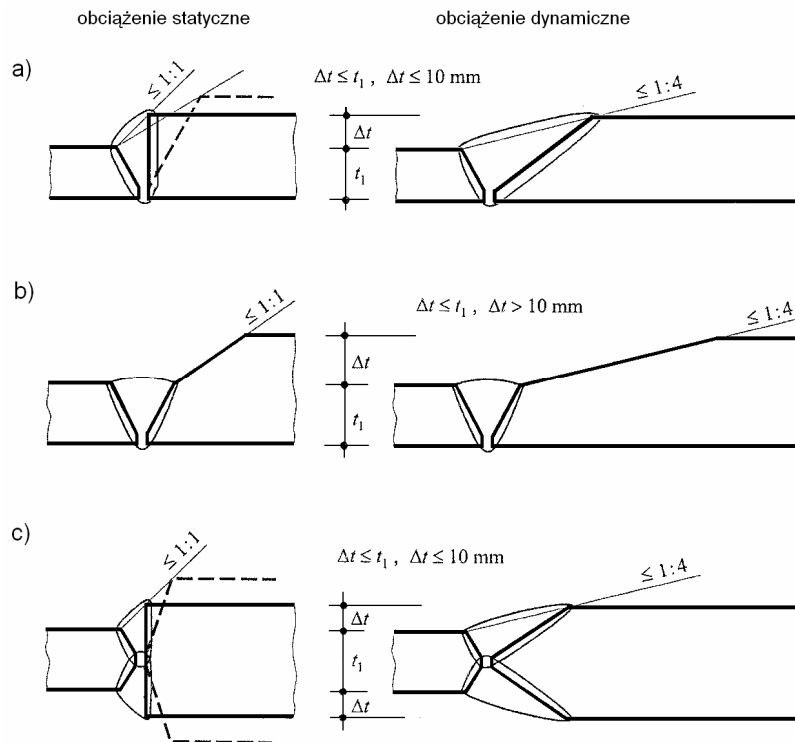 obciążenie statyczne obciążenie dynamiczne
a)
≤ 1:1
Δt ≤ t₁ , Δt ≤ 10 mm
≤ 1:4
Δt
t₁
b)
≤ 1:1
Δt ≤ t₁ , Δt > 10 mm
≤ 1:4
Δt
t₁
c)
≤ 1:1
Δt ≤ t₁ , Δt ≤ 10 mm
≤ 1:4
Δt
t₁
Δt